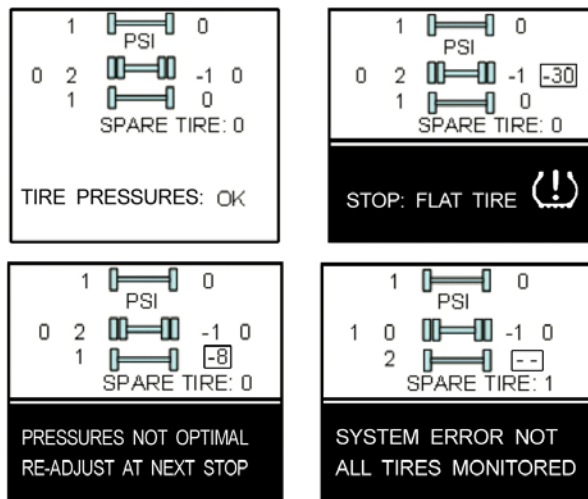 1 0
PSI
0 2 -1 0
1 0
SPARE TIRE: 0
TIRE PRESSURES: OK
1 0
PSI
0 2 -1 -30
1 0
SPARE TIRE: 0
STOP: FLAT TIRE (!)
1 0
PSI
0 2 -1 0
1 -8
SPARE TIRE: 0
PRESSURES NOT OPTIMAL
RE-ADJUST AT NEXT STOP
1 0
PSI
1 0 -1 0
2 --
SPARE TIRE: 1
SYSTEM ERROR NOT
ALL TIRES MONITORED